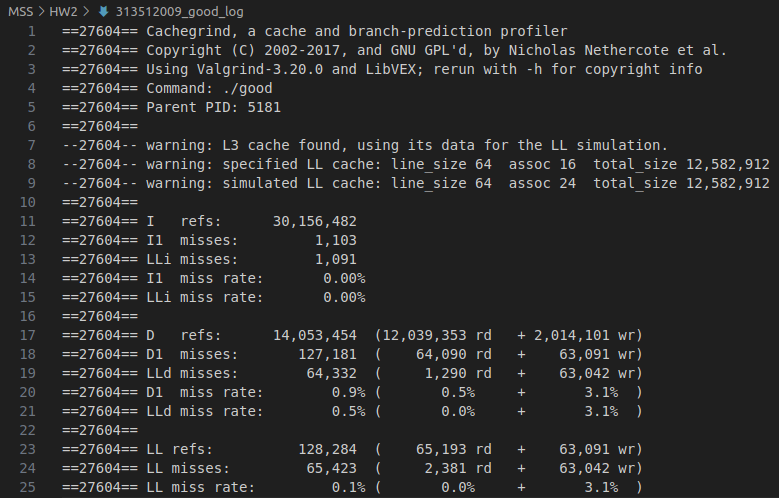 MSS > HW2 > 313512009_good_log
1 ==27604== Cachegrind, a cache and branch-prediction profiler
2 ==27604== Copyright (C) 2002-2017, and GNU GPL'd, by Nicholas Nethercote et al.
3 ==27604== Using Valgrind-3.20.0 and LibVEX; rerun with -h for copyright info
4 ==27604== Command: ./good
5 ==27604== Parent PID: 5181
6 ==27604==
7 --27604-- warning: L3 cache found, using its data for the LL simulation.
8 --27604-- warning: specified LL cache: line_size 64  assoc 16  total_size 12,582,912
9 --27604-- warning: simulated LL cache: line_size 64  assoc 24  total_size 12,582,912
10 ==27604==
11 ==27604== I   refs:      30,156,482
12 ==27604== I1  misses:         1,103
13 ==27604== LLi misses:         1,091
14 ==27604== I1  miss rate:       0.00%
15 ==27604== LLi miss rate:       0.00%
16 ==27604==
17 ==27604== D   refs:      14,053,454  (12,039,353 rd   + 2,014,101 wr)
18 ==27604== D1  misses:       127,181  (    64,090 rd   +    63,091 wr)
19 ==27604== LLd misses:        64,332  (     1,290 rd   +    63,042 wr)
20 ==27604== D1  miss rate:        0.9% (       0.5%     +       3.1%  )
21 ==27604== LLd miss rate:        0.5% (       0.0%     +       3.1%  )
22 ==27604==
23 ==27604== LL refs:          128,284  (    65,193 rd   +    63,091 wr)
24 ==27604== LL misses:         65,423  (     2,381 rd   +    63,042 wr)
25 ==27604== LL miss rate:         0.1% (       0.0%     +       3.1%  )